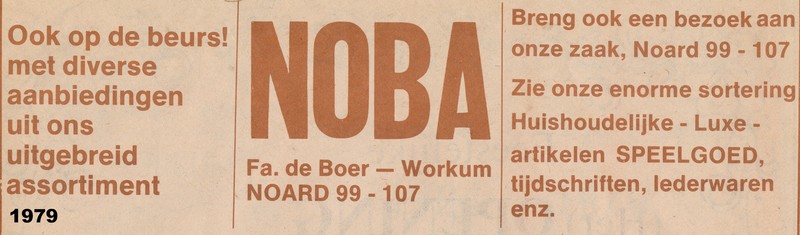 Ook op de beurs!
met diverse
aanbiedingen
uit ons
uitgebreid
assortiment
1979
NOBA
Fa. de Boer — Workum
NOARD 99 - 107
Breng ook een bezoek aan
onze zaak, Noard 99 - 107
Zie onze enorme sortering
Huishoudelijke - Luxe -
artikelen SPEELGOED,
tijdschriften, lederwaren
enz.